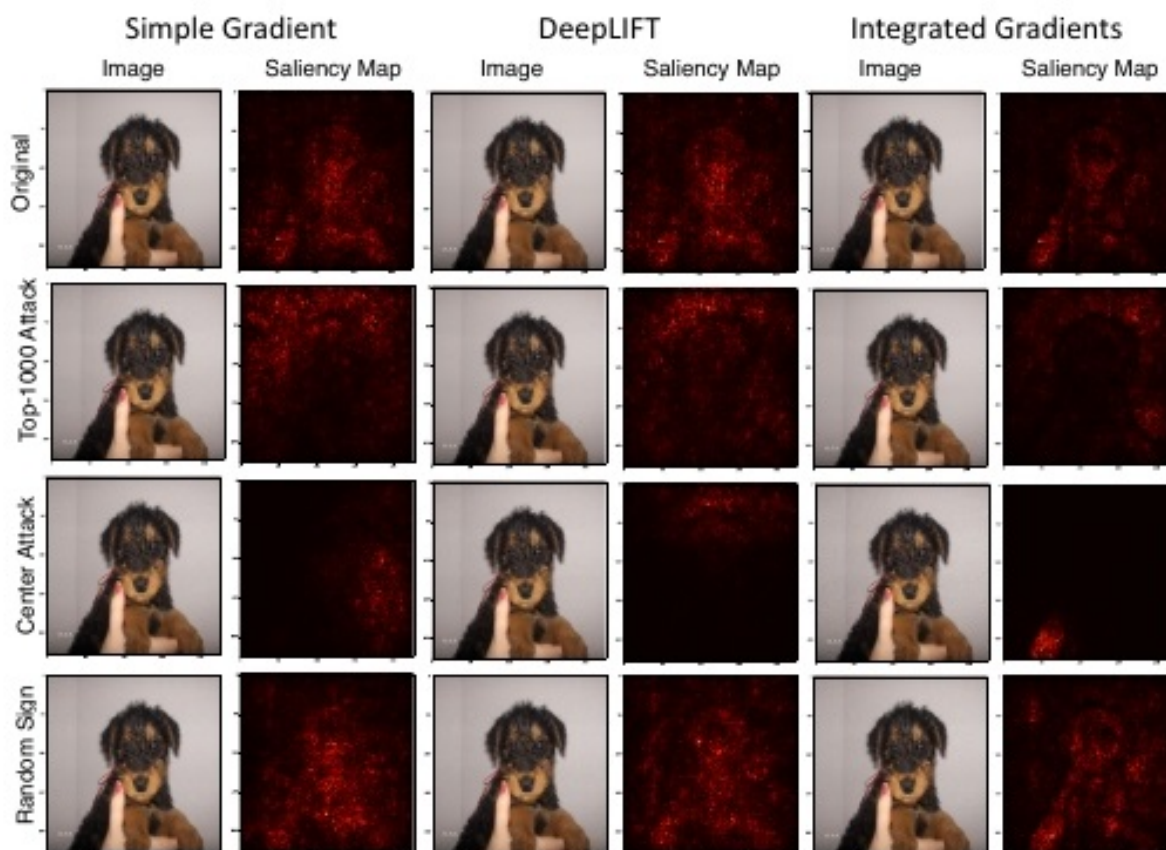 Simple Gradient DeepLIFT Integrated Gradients
Image Saliency Map Image Saliency Map Image Saliency Map
Original
Top-1000 Attack
Center Attack
Random Sign